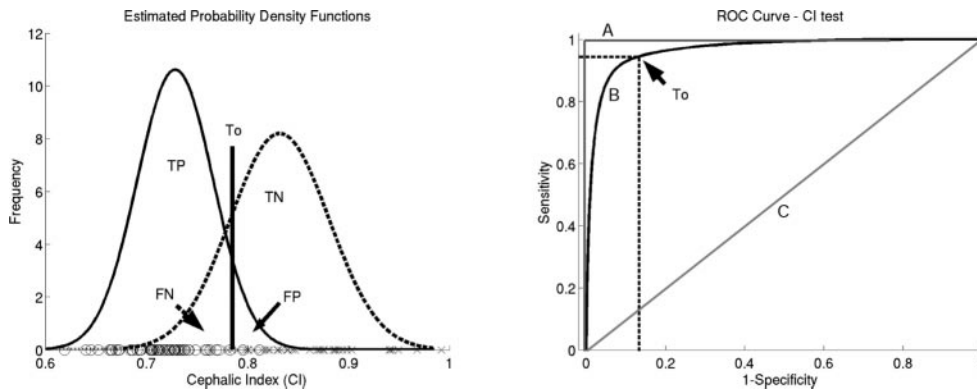 Estimated Probability Density Functions
12
10
8
6
4
2
0
Frequency
To
TP
TN
FN
FP
0.6
0.7
0.8
0.9
1
Cephalic Index (CI)
ROC Curve - CI test
A
1
0.8
0.6
0.4
0.2
0
Sensitivity
B
To
C
0
0.2
0.4
0.6
0.8
1-Specificity